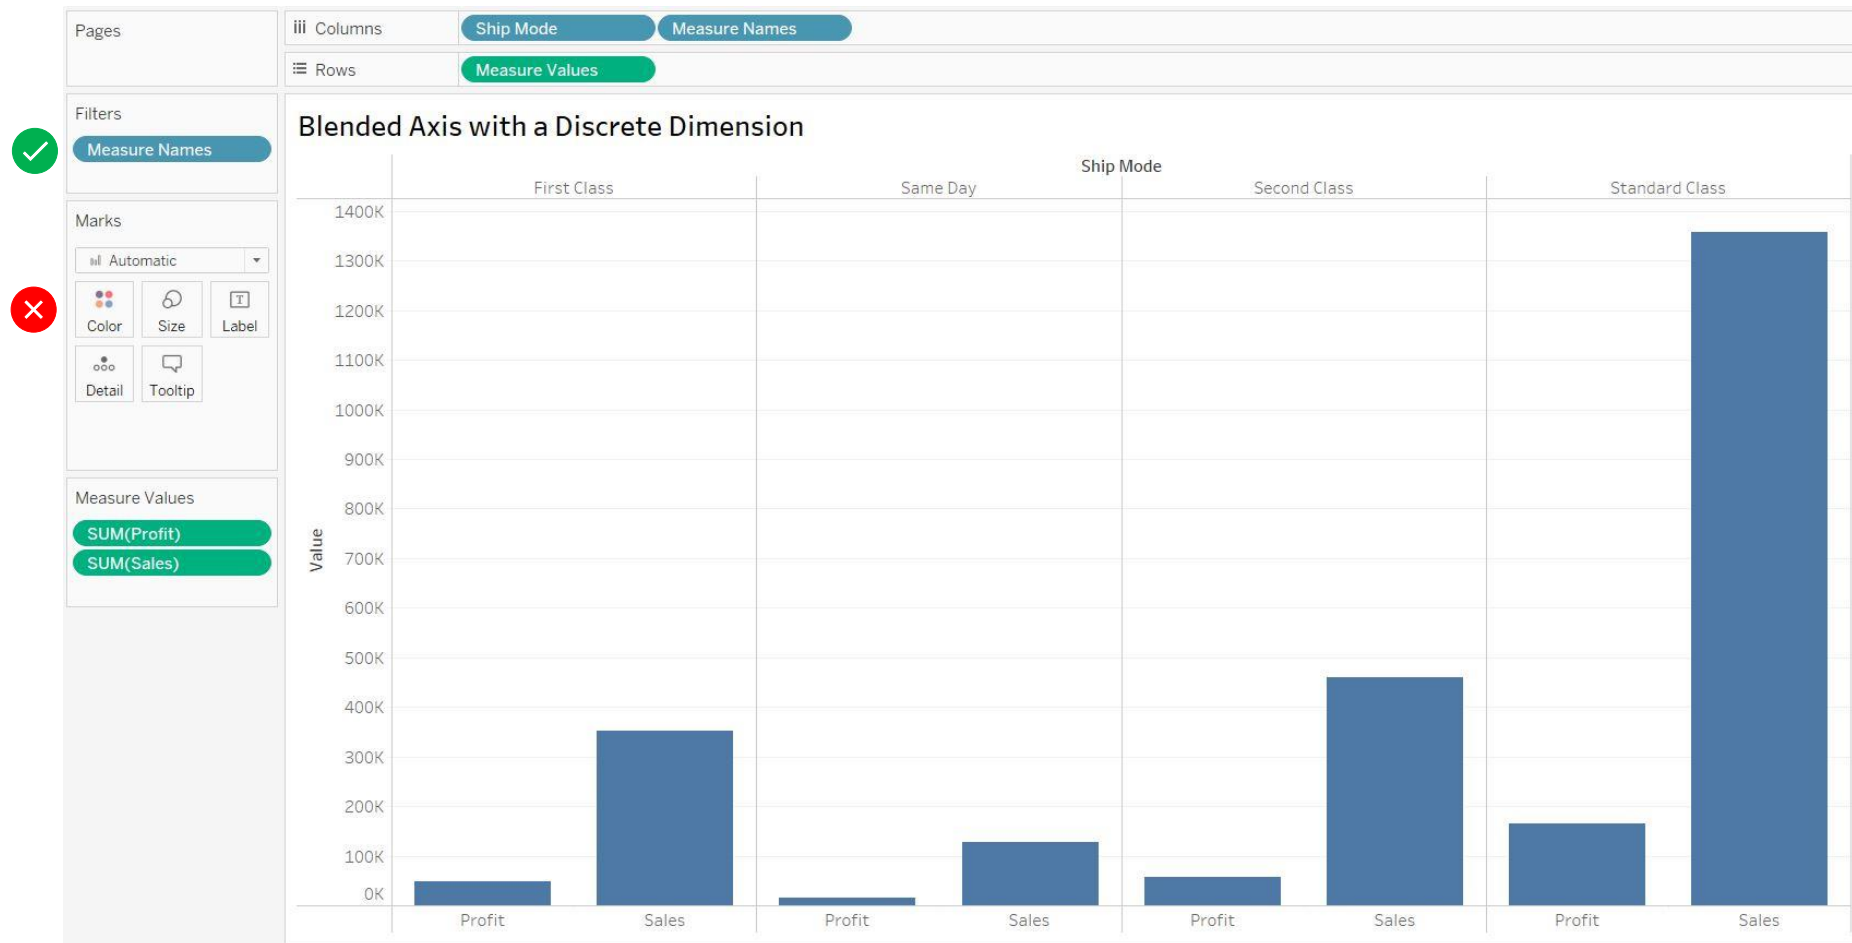 Pages
Columns
Ship Mode
Measure Names
Rows
Measure Values
Filters
Measure Names
Marks
Automatic
Color
Size
Label
Detail
Tooltip
Measure Values
SUM(Profit)
SUM(Sales)
Blended Axis with a Discrete Dimension
Ship Mode
First Class
Same Day
Second Class
Standard Class
1400K
1300K
1200K
1100K
1000K
900K
800K
700K
600K
500K
400K
300K
200K
100K
0K
Value
Profit
Sales
Profit
Sales
Profit
Sales
Profit
Sales